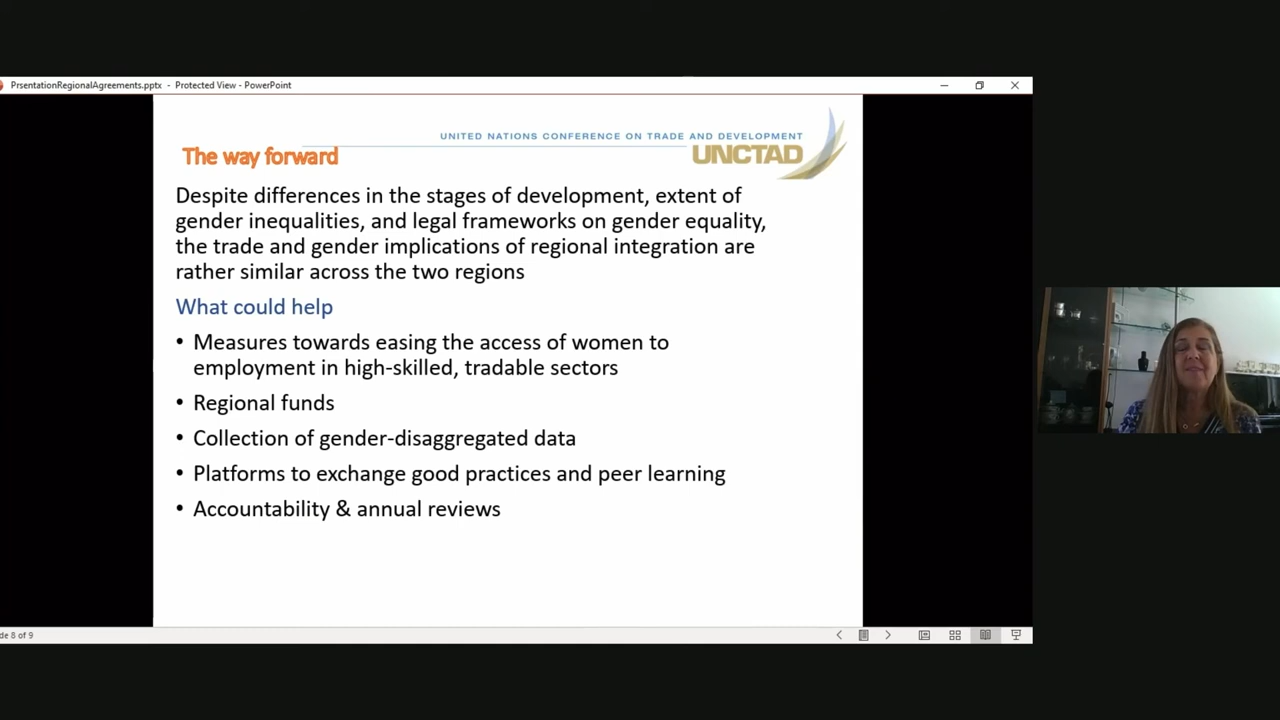 PrsentationRegionalAgreements.pptx - Protected View - PowerPoint
UNITED NATIONS CONFERENCE ON TRADE AND DEVELOPMENT
UNCTAD
The way forward
Despite differences in the stages of development, extent of
gender inequalities, and legal frameworks on gender equality,
the trade and gender implications of regional integration are
rather similar across the two regions
What could help
• Measures towards easing the access of women to
employment in high-skilled, tradable sectors
• Regional funds
• Collection of gender-disaggregated data
• Platforms to exchange good practices and peer learning
• Accountability & annual reviews
de 8 of 9